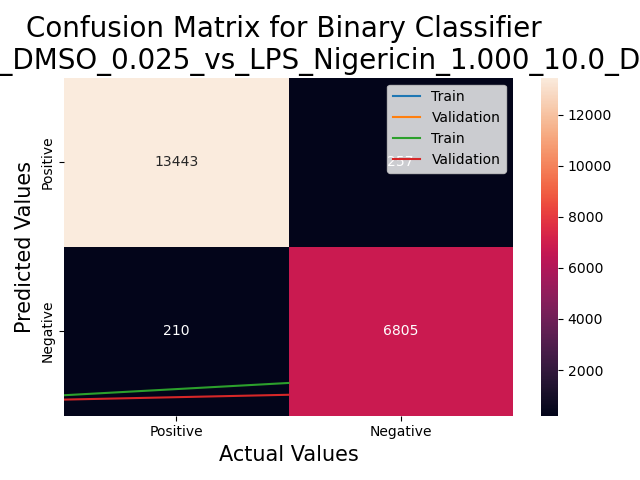 Confusion Matrix for Binary Classifier
_DMSO_0.025_vs_LPS_Nigericin_1.000_10.0_D
Train
Validation
Train
Validation
Predicted Values
Positive
Negative
13443
210
6805
Positive
Negative
Actual Values
12000
10000
8000
6000
4000
2000